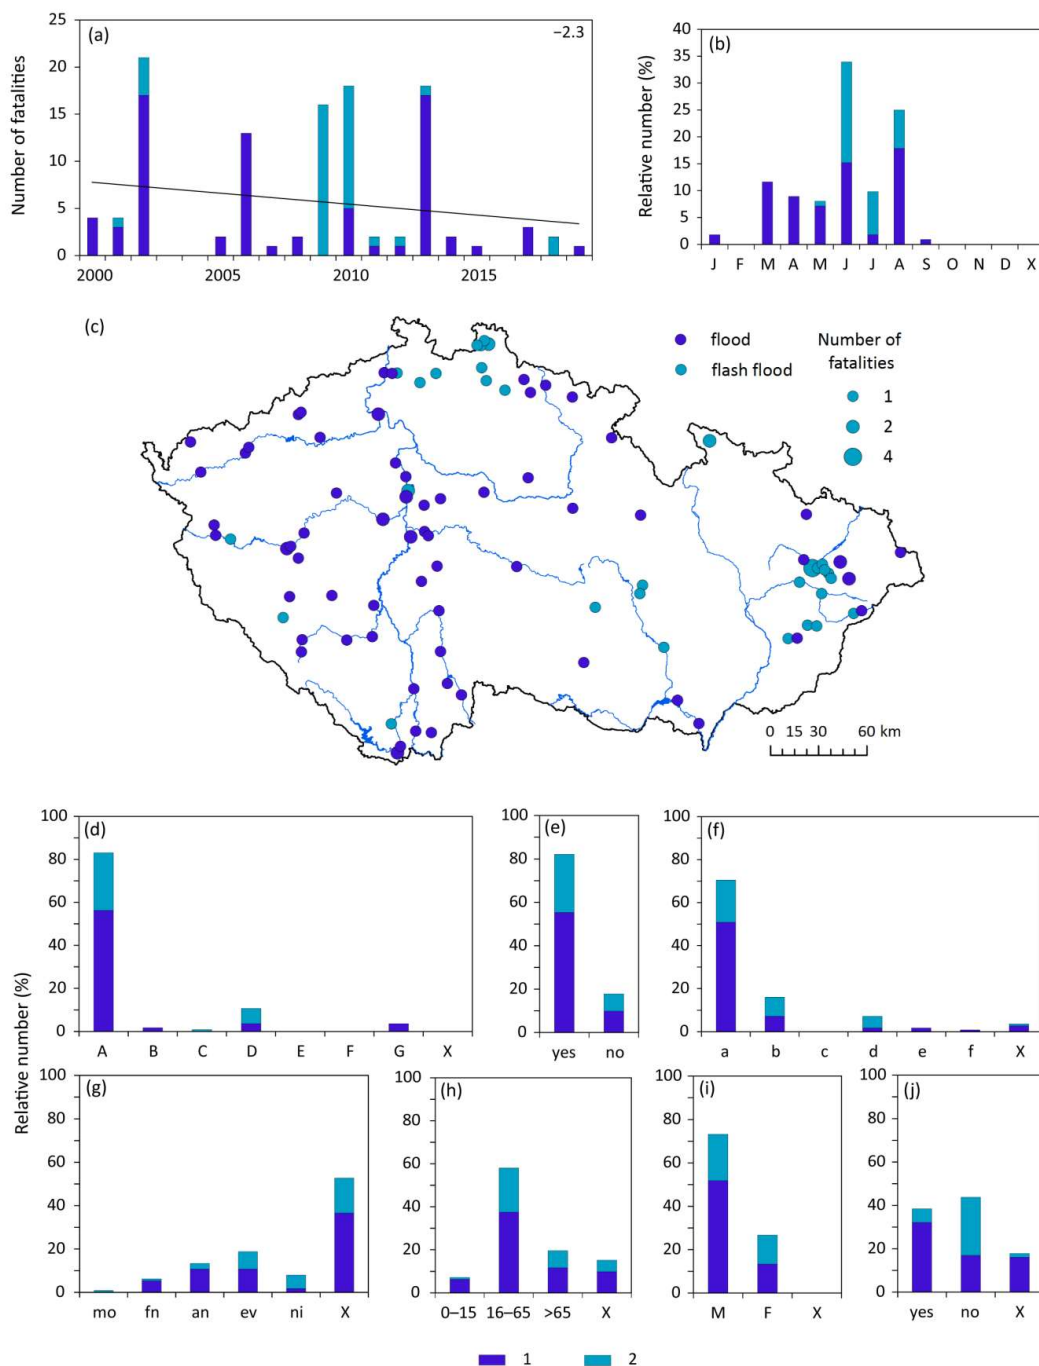 (a)
−2.3
Number of fatalities
25
20
15
10
5
0
2000
2005
2010
2015
(b)
Relative number (%)
40
35
30
25
20
15
10
5
0
J F M A M J J A S O N D X
(c)
flood
flash flood
Number of
fatalities
1
2
4
0 15 30 60 km
Relative number (%)
(d)
100
80
60
40
20
0
A B C D E F G X
(e)
100
80
60
40
20
0
yes no
(f)
100
80
60
40
20
0
a b c d e f X
(g)
100
80
60
40
20
0
mo fn an ev ni X
(h)
100
80
60
40
20
0
0–15 16–65 >65 X
(i)
100
80
60
40
20
0
M F X
(j)
100
80
60
40
20
0
yes no X
1 2